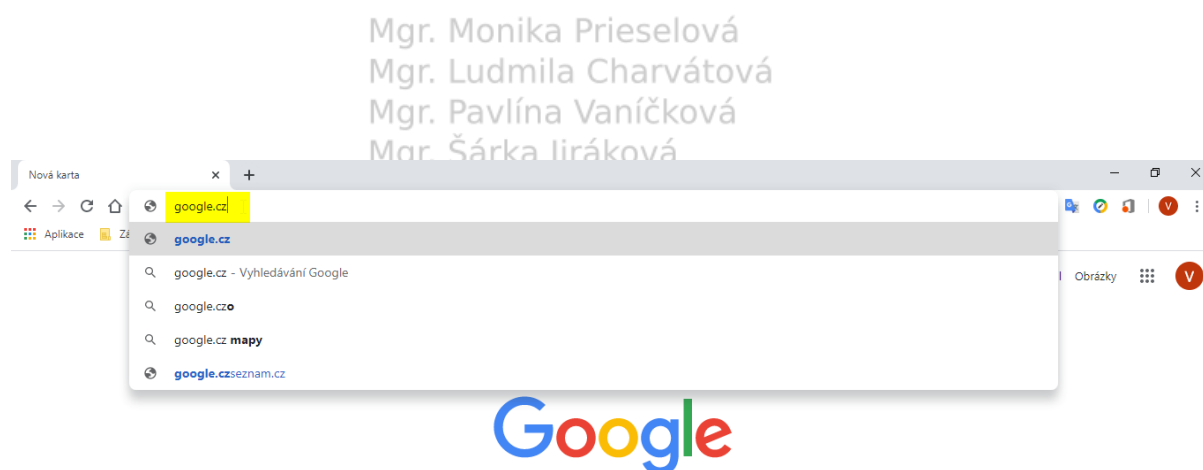 Mgr. Monika Prieselová
Mgr. Ludmila Charvátová
Mgr. Pavlína Vaníčková
Mgr. Šárka Jiráková
Nová karta
google.cz
Aplikace Zá
google.cz
google.cz - Vyhledávání Google
l Obrázky V
google.czo
google.cz mapy
google.czseznam.cz
Google